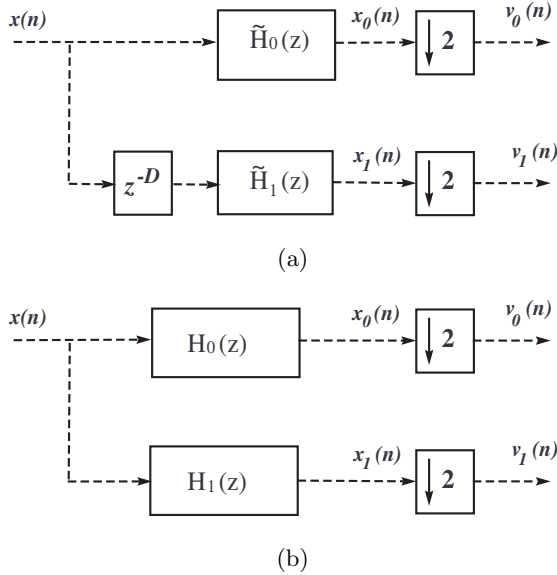 x(n) H̃₀(z) x₀(n) ↓ 2 v₀(n)
z⁻ᴰ H̃₁(z) x₁(n) ↓ 2 v₁(n)
(a)
x(n) H₀(z) x₀(n) ↓ 2 v₀(n)
H₁(z) x₁(n) ↓ 2 v₁(n)
(b)